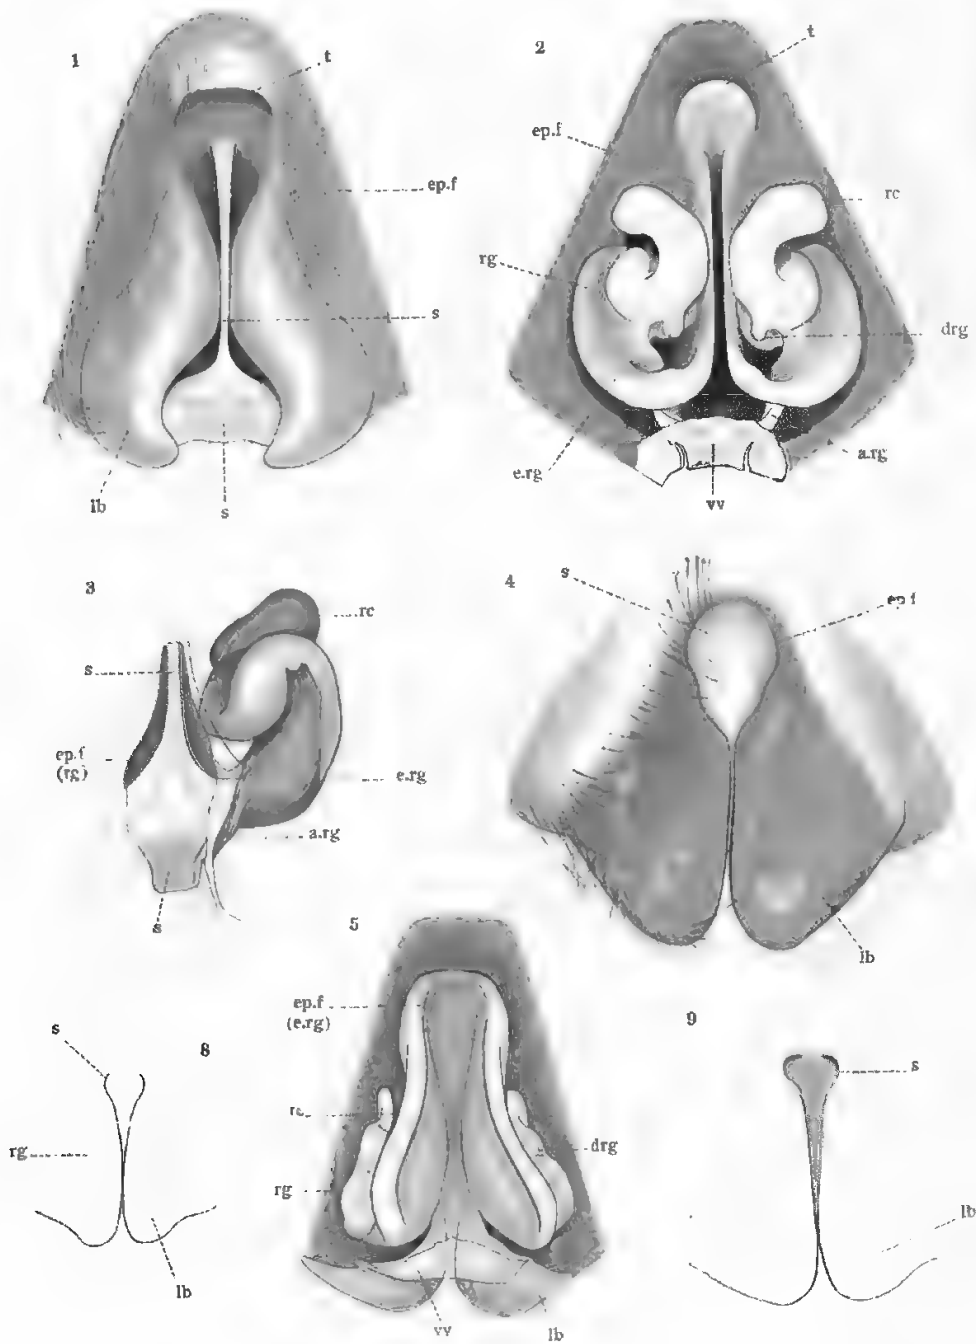 1
t
ep.f
s
lb
s
2
t
ep.f
rc
rg
drg
e.rg
a.rg
vv
3
rc
s
ep.f
(rg)
e.rg
a.rg
s
4
s
ep.f
lb
5
ep.f
(e.rg)
rc
drg
rg
vv
lb
8
s
rg
lb
9
s
lb